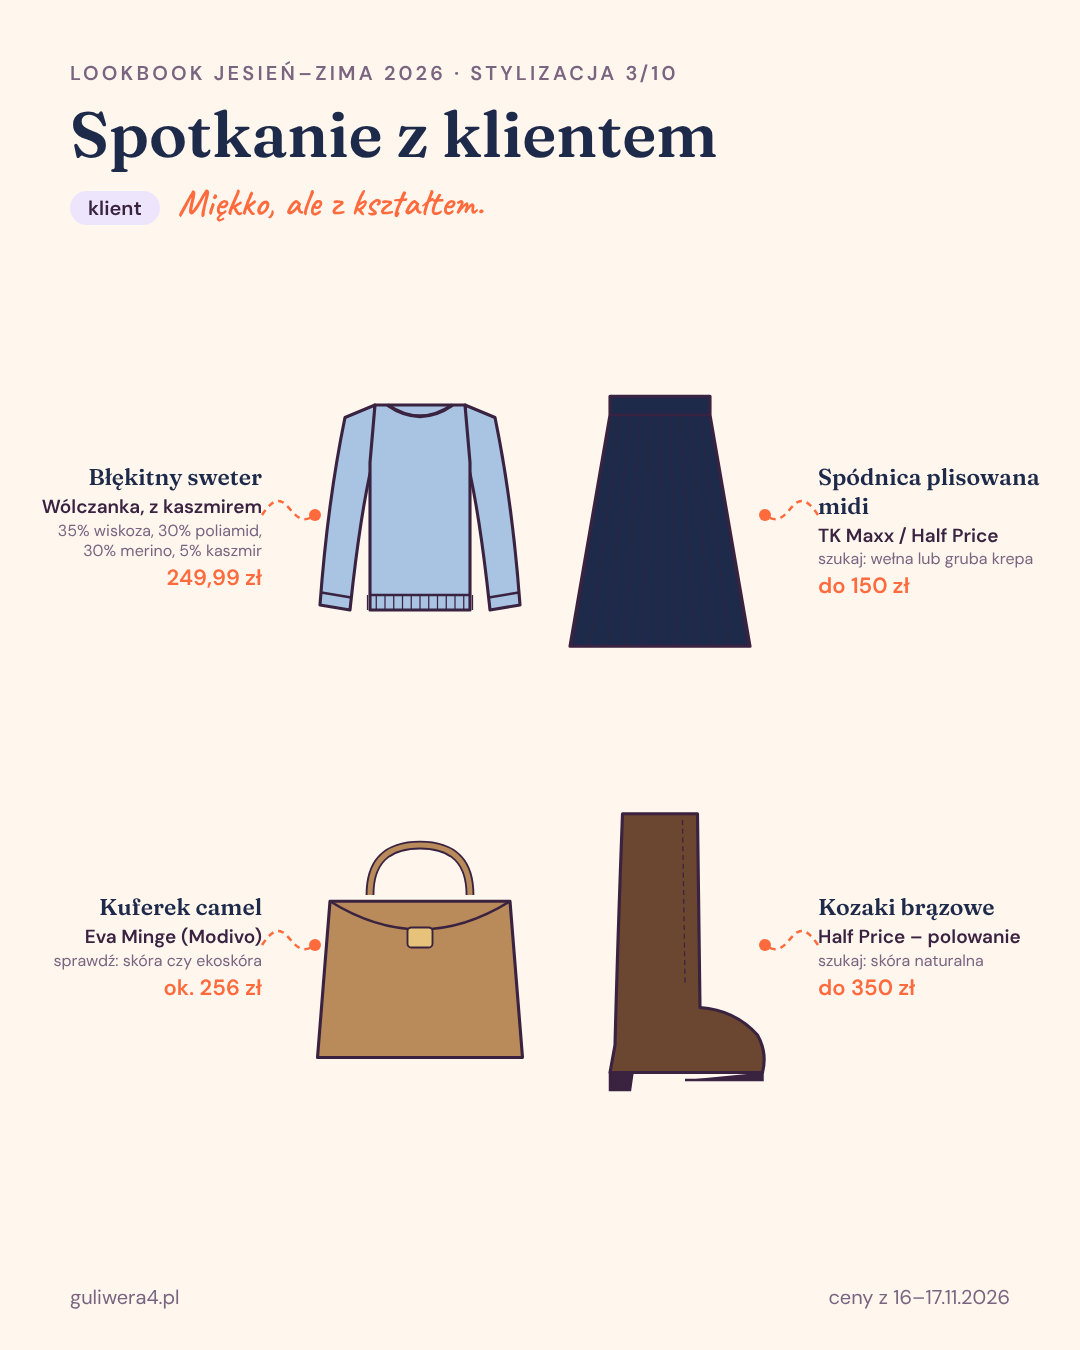 LOOKBOOK JESIEŃ–ZIMA 2026 · STYLIZACJA 3/10
Spotkanie z klientem
klient
Miękko, ale z kształtem.
Błękitny sweter
Wólczanka, z kaszmirem
35% wiskoza, 30% poliamid,
30% merino, 5% kaszmir
249,99 zł
Spódnica plisowana
midi
TK Maxx / Half Price
szukaj: wełna lub gruba krepa
do 150 zł
Kuferek camel
Eva Minge (Modivo)
sprawdź: skóra czy ekoskóra
ok. 256 zł
Kozaki brązowe
Half Price – polowanie
szukaj: skóra naturalna
do 350 zł
guliwera4.pl
ceny z 16–17.11.2026